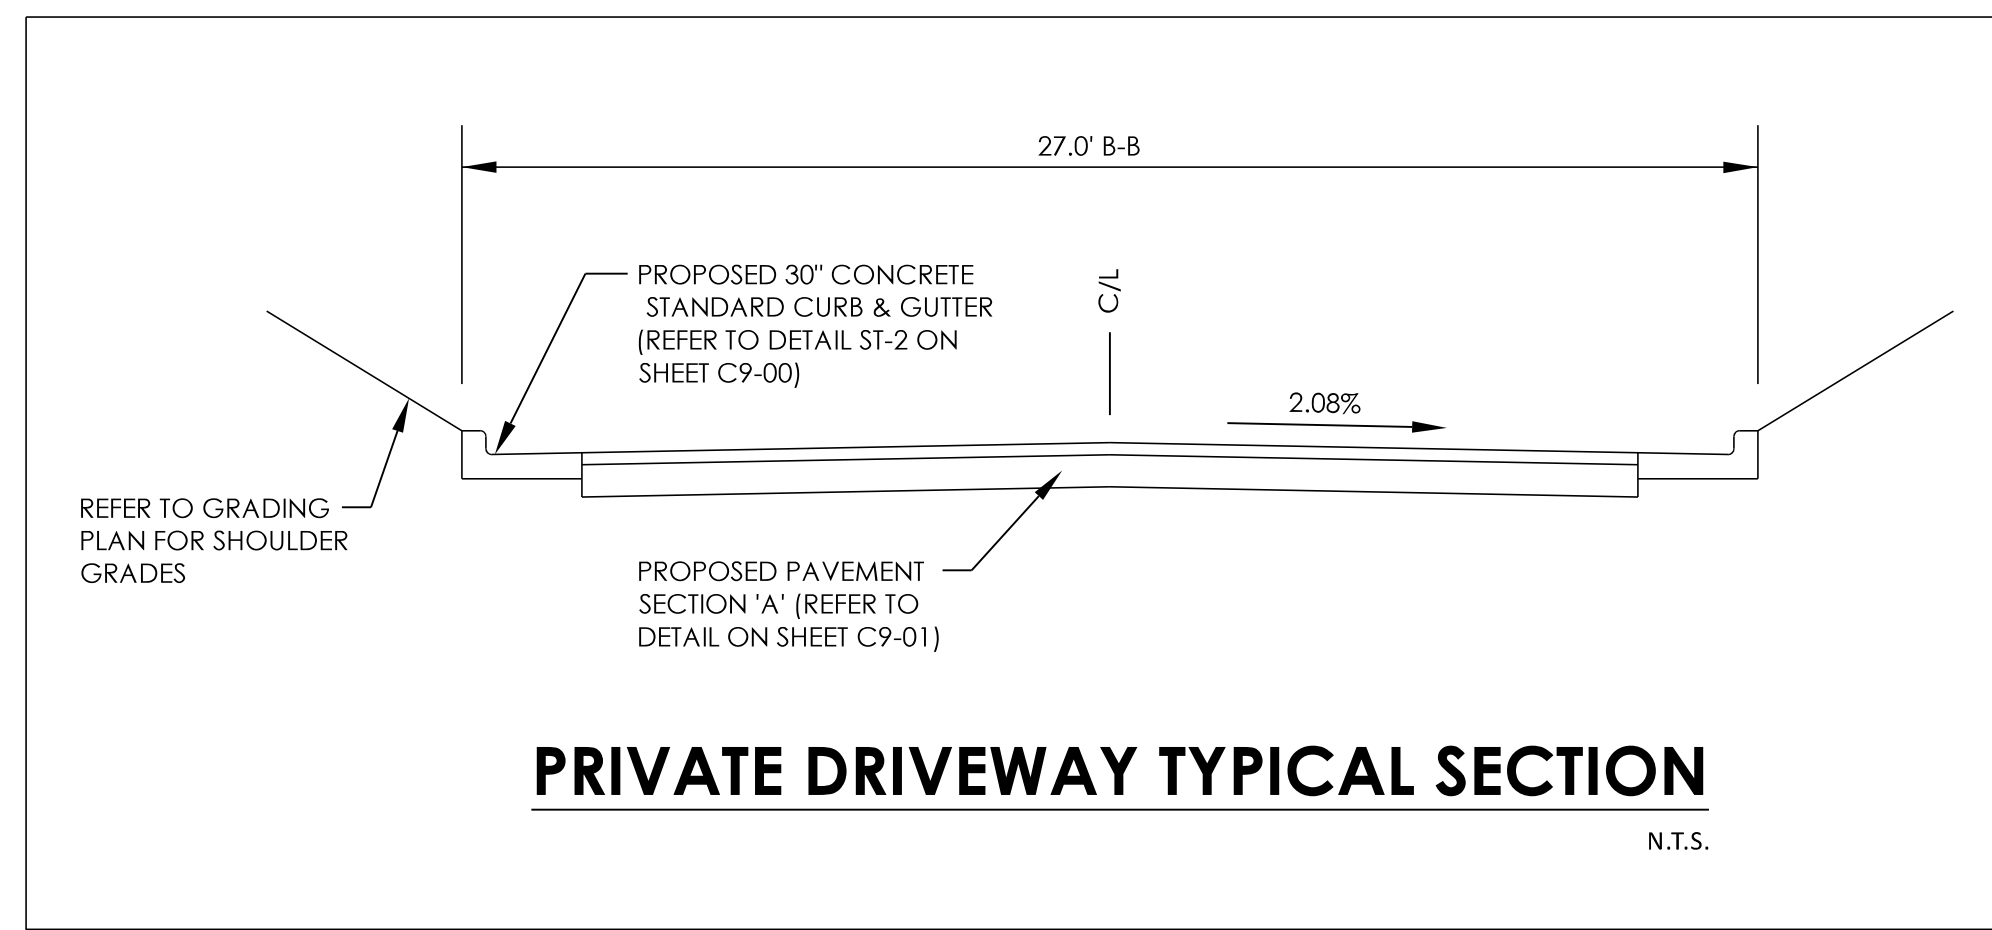 27.0' B-B
PROPOSED 30" CONCRETE
STANDARD CURB & GUTTER
(REFER TO DETAIL ST-2 ON
SHEET C9-00)
C/L
2.08%
REFER TO GRADING
PLAN FOR SHOULDER
GRADES
PROPOSED PAVEMENT
SECTION 'A' (REFER TO
DETAIL ON SHEET C9-01)
PRIVATE DRIVEWAY TYPICAL SECTION
N.T.S.